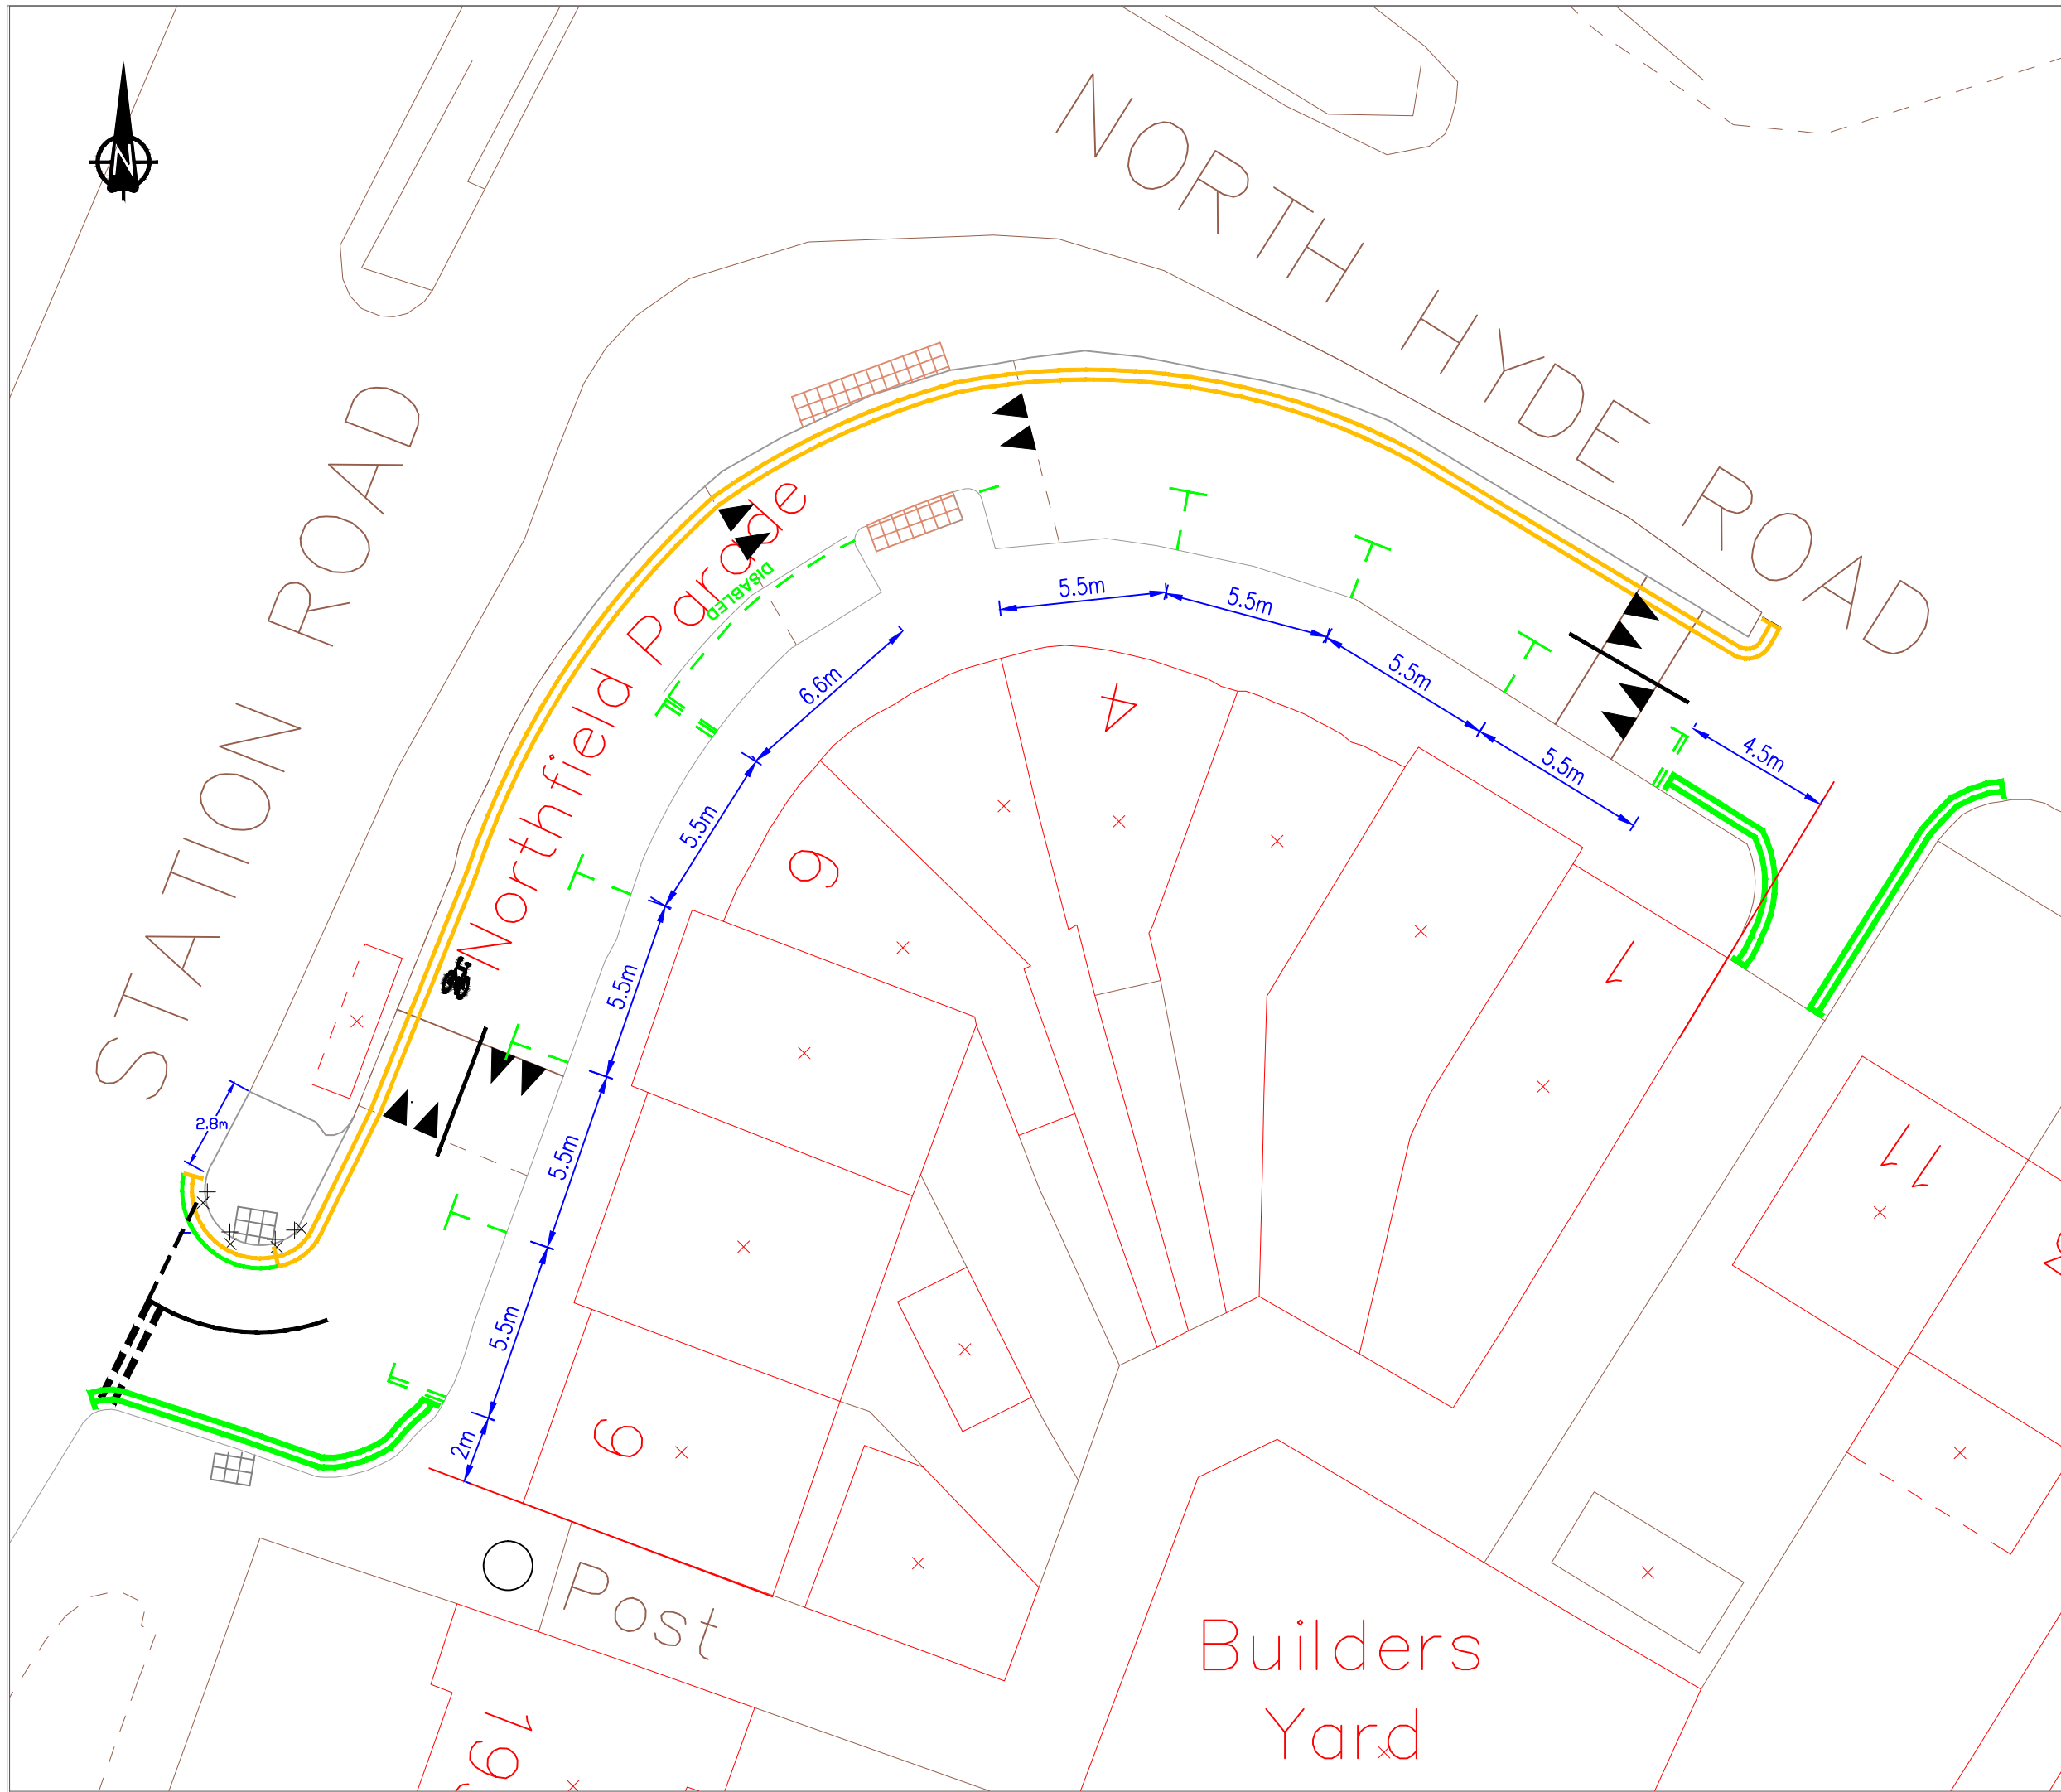 N
NORTH HYDE ROAD
STATION ROAD
Northfield Parade
DISABLED
5.5m
5.5m
5.5m
5.5m
4.5m
6.6m
5.5m
5.5m
5.5m
5.5m
2m
2.8m
4
6
1
9
11
Post
Builders
Yard